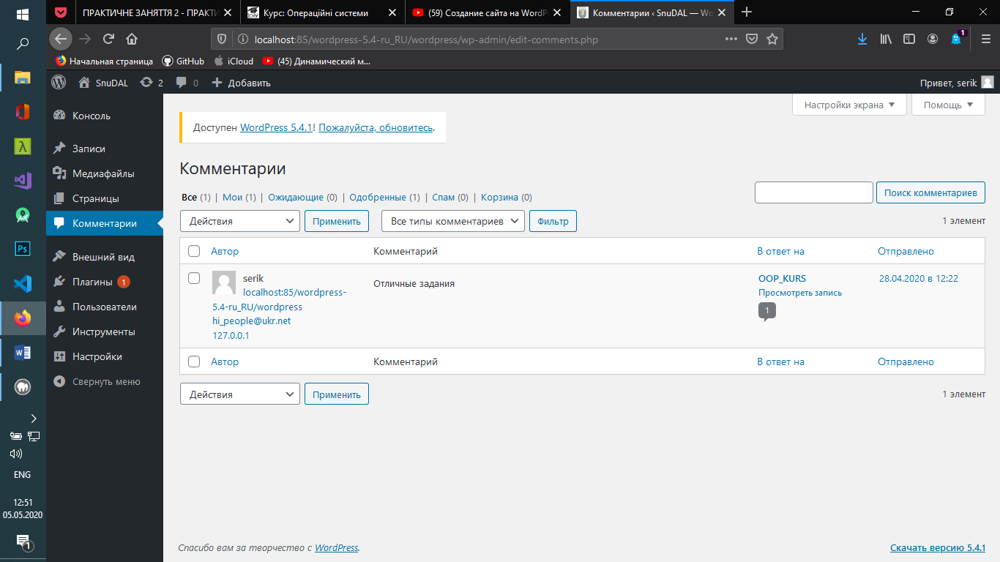 ПРАКТИЧНЕ ЗАНЯТТЯ 2 - ПРАКТИ
Курс: Операційні системи
(59) Создание сайта на WordP
Комментарии ‹ SnuDAL — Wo
localhost:85/wordpress-5.4-ru_RU/wordpress/wp-admin/edit-comments.php
1
Начальная страница
GitHub
iCloud
(45) Динамический м...
SnuDAL
2
0
Добавить
Привет, serik
Консоль
Записи
Медиафайлы
Страницы
Комментарии
Внешний вид
Плагины 1
Пользователи
Инструменты
Настройки
Свернуть меню
Настройки экрана
Помощь
Доступен WordPress 5.4.1! Пожалуйста, обновитесь.
Комментарии
Все (1) | Мои (1) | Ожидающие (0) | Одобренные (1) | Спам (0) | Корзина (0)
Поиск комментариев
Действия
Применить
Все типы комментариев
Фильтр
1 элемент
Автор
Комментарий
В ответ на
Отправлено
serik
localhost:85/wordpress-
5.4-ru_RU/wordpress
hi_people@ukr.net
127.0.0.1
Отличные задания
OOP_KURS
Просмотреть запись
1
28.04.2020 в 12:22
Автор
Комментарий
В ответ на
Отправлено
Действия
Применить
1 элемент
Спасибо вам за творчество с WordPress.
Скачать версию 5.4.1
Ps
W
ENG
12:51
05.05.2020
1